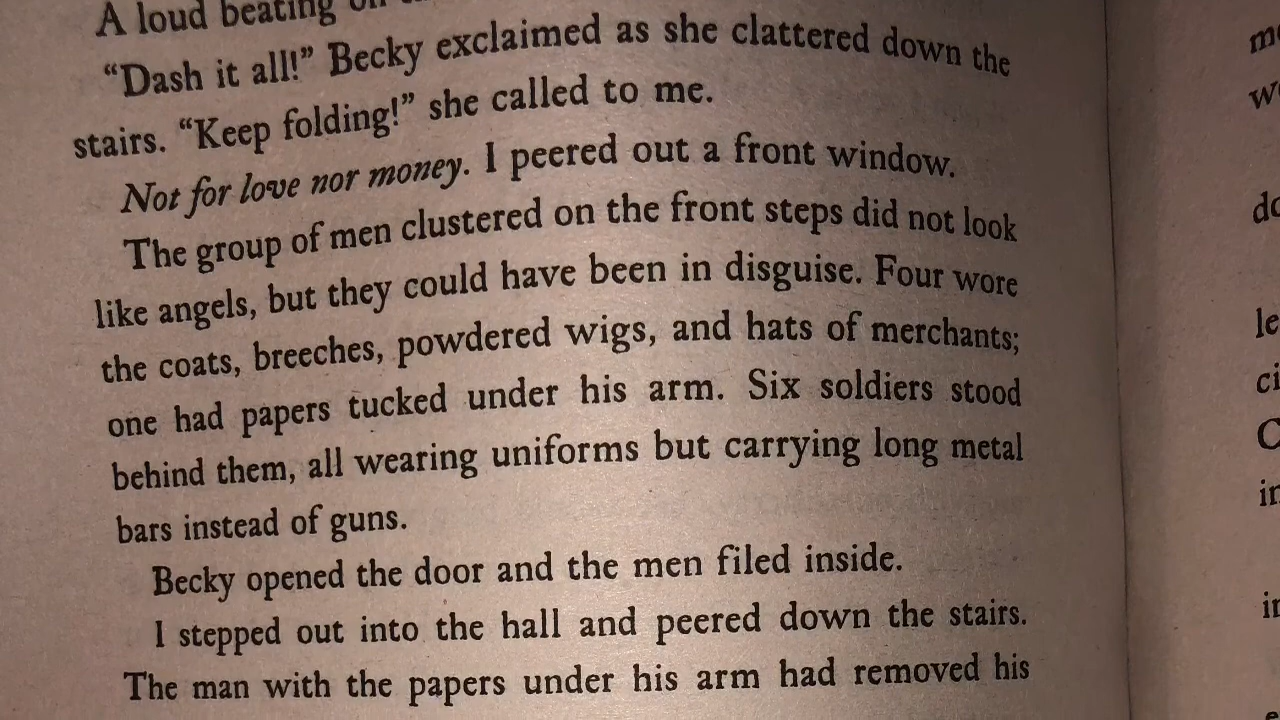 A loud beating on
“Dash it all!” Becky exclaimed as she clattered down the
stairs. “Keep folding!” she called to me.
Not for love nor money. I peered out a front window.
The group of men clustered on the front steps did not look
like angels, but they could have been in disguise. Four wore
the coats, breeches, powdered wigs, and hats of merchants;
one had papers tucked under his arm. Six soldiers stood
behind them, all wearing uniforms but carrying long metal
bars instead of guns.
Becky opened the door and the men filed inside.
I stepped out into the hall and peered down the stairs.
The man with the papers under his arm had removed his